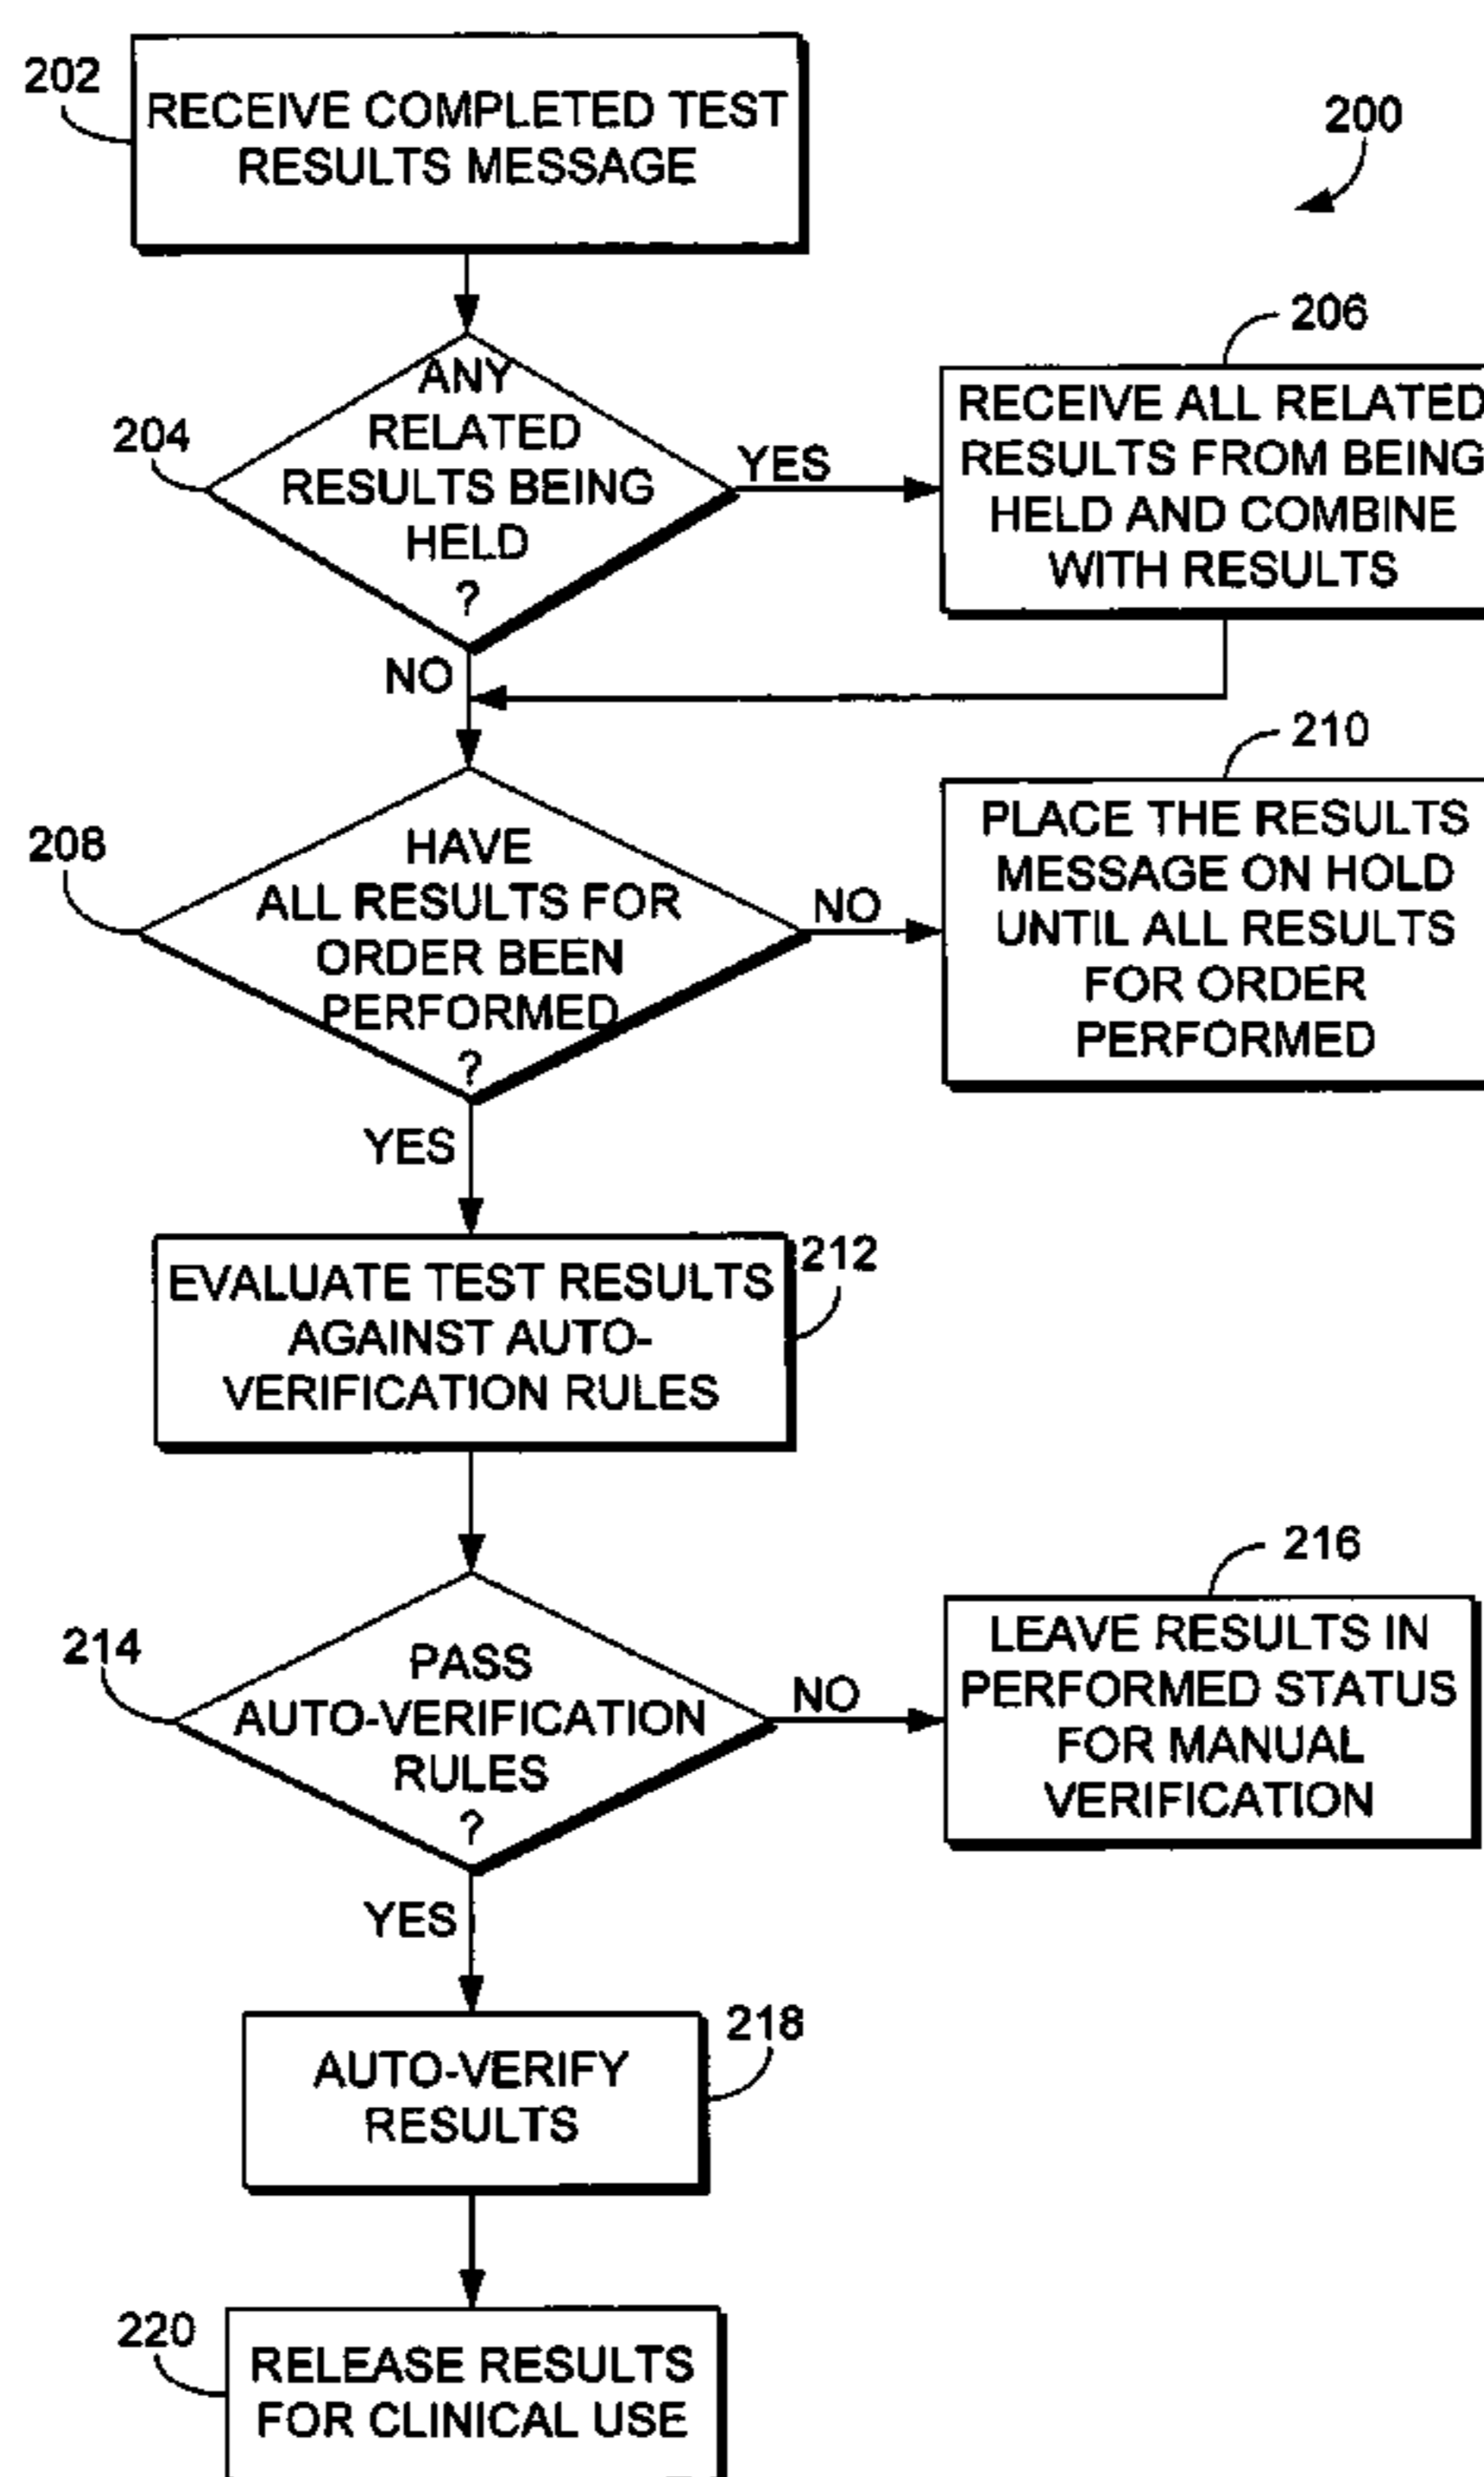 202
RECEIVE COMPLETED TEST
RESULTS MESSAGE
200
204
ANY
RELATED
RESULTS BEING
HELD
?
YES
NO
206
RECEIVE ALL RELATED
RESULTS FROM BEING
HELD AND COMBINE
WITH RESULTS
208
HAVE
ALL RESULTS FOR
ORDER BEEN
PERFORMED
?
NO
YES
210
PLACE THE RESULTS
MESSAGE ON HOLD
UNTIL ALL RESULTS
FOR ORDER
PERFORMED
212
EVALUATE TEST RESULTS
AGAINST AUTO-
VERIFICATION RULES
214
PASS
AUTO-VERIFICATION
RULES
?
NO
YES
216
LEAVE RESULTS IN
PERFORMED STATUS
FOR MANUAL
VERIFICATION
218
AUTO-VERIFY
RESULTS
220
RELEASE RESULTS
FOR CLINICAL USE